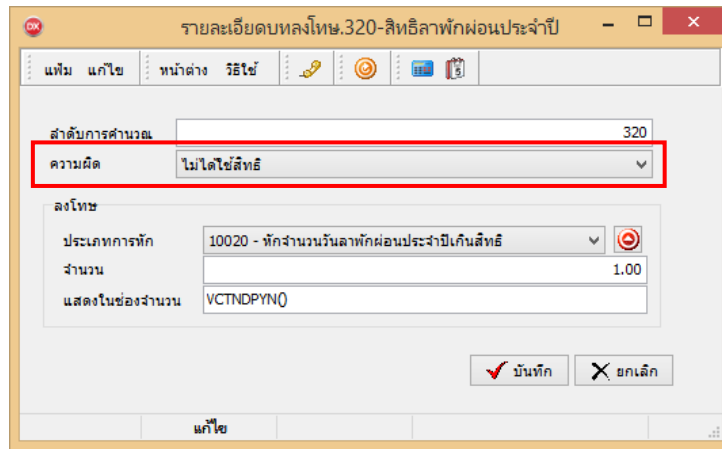 DX รายละเอียดบทลงโทษ.320-สิทธิลาพักผ่อนประจำปี
แฟ้ม แก้ไข หน้าต่าง วิธีใช้ 5
ลำดับการคำนวณ 320
ความผิด ไม่ได้ใช้สิทธิ
ลงโทษ
ประเภทการหัก 10020 - หักจำนวนวันลาพักผ่อนประจำปีเกินสิทธิ
จำนวน 1.00
แสดงในช่องจำนวน VCTNDPYN()
บันทึก ยกเลิก
แก้ไข